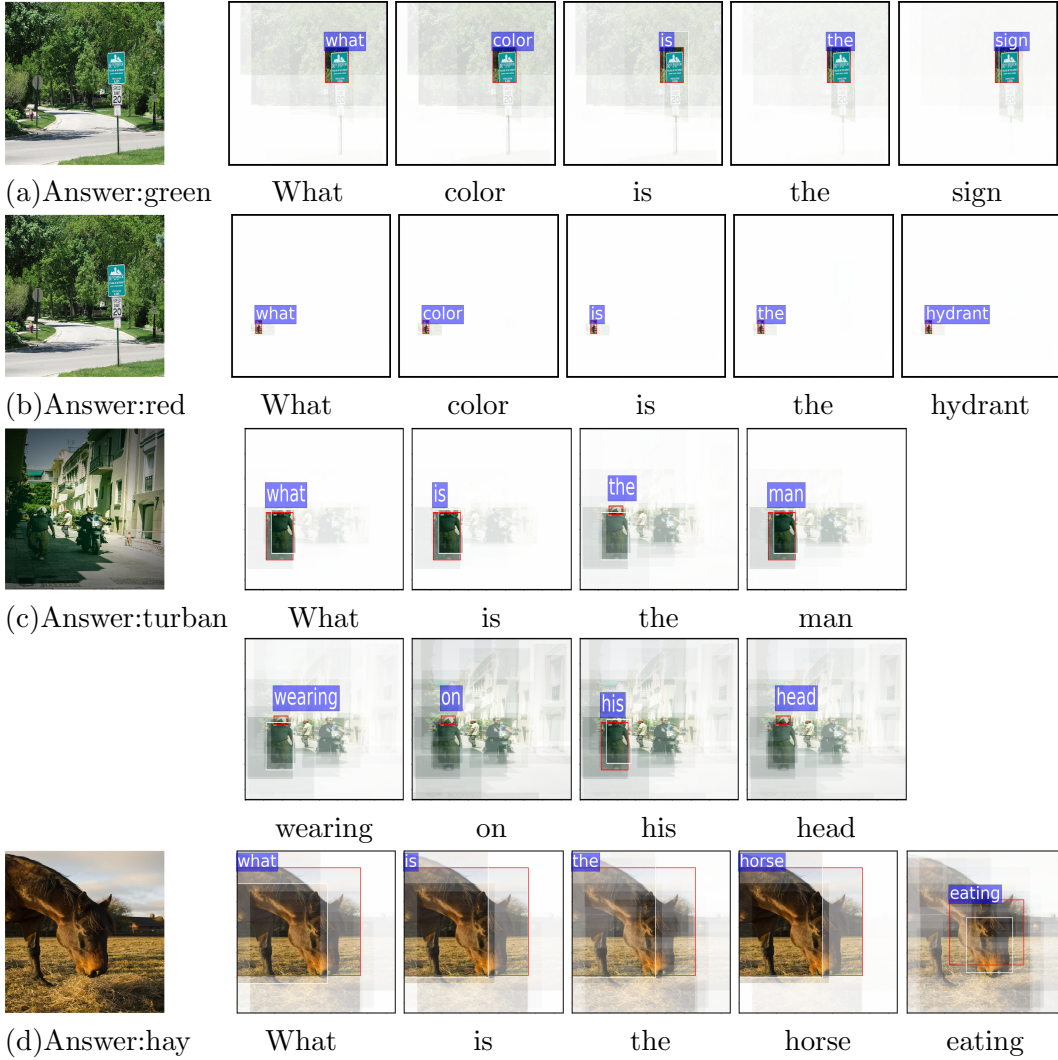 what color is the sign
(a)Answer:green What color is the sign
20
what color is the hydrant
(b)Answer:red What color is the hydrant
20
what is the man
(c)Answer:turban What is the man
wearing on his head
wearing on his head
what is the horse eating
(d)Answer:hay What is the horse eating